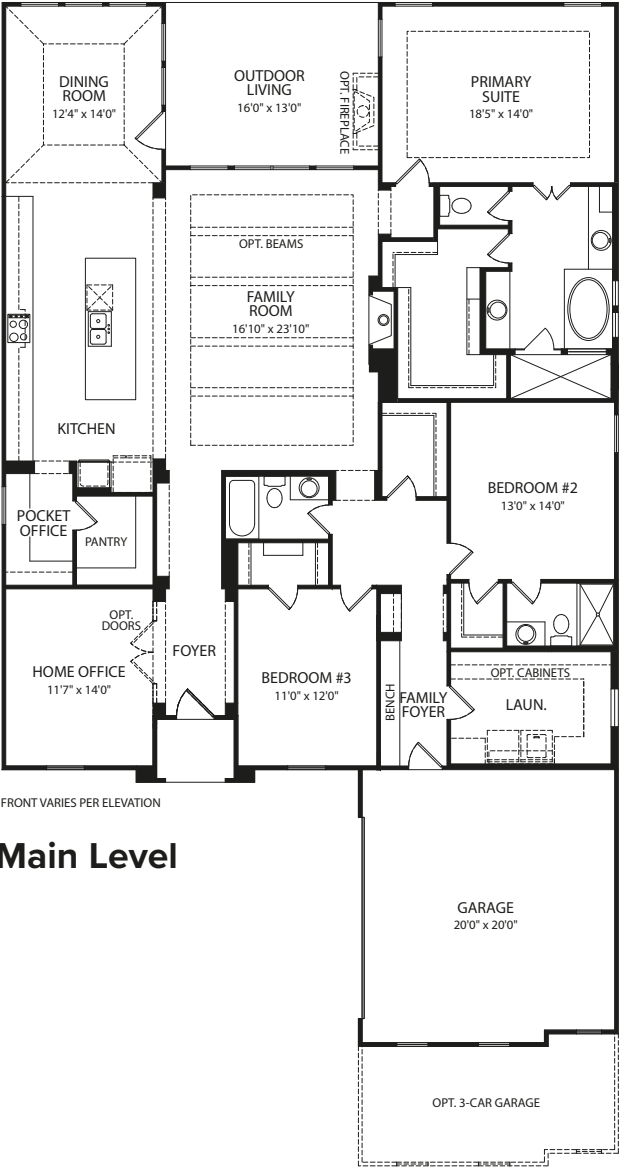 DINING
ROOM
12'4" x 14'0"
OUTDOOR
LIVING
16'0" x 13'0"
OPT. FIREPLACE
PRIMARY
SUITE
18'5" x 14'0"
OPT. BEAMS
FAMILY
ROOM
16'10" x 23'10"
KITCHEN
BEDROOM #2
13'0" x 14'0"
POCKET
OFFICE
PANTRY
OPT.
DOORS
HOME OFFICE
11'7" x 14'0"
FOYER
BEDROOM #3
11'0" x 12'0"
BENCH
FAMILY
FOYER
OPT. CABINETS
LAUN.
FRONT VARIES PER ELEVATION
Main Level
GARAGE
20'0" x 20'0"
OPT. 3-CAR GARAGE